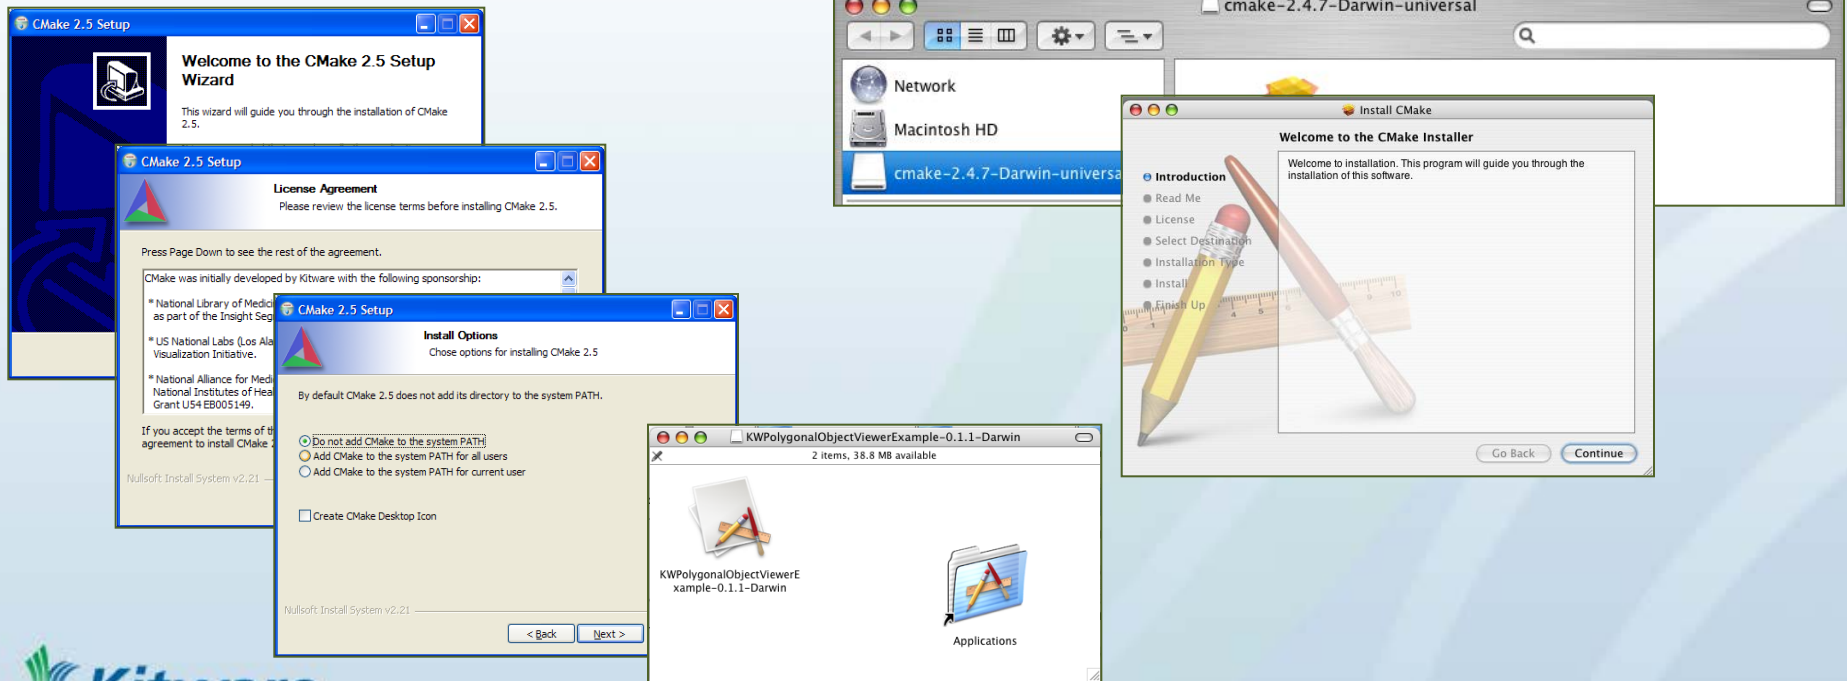 CMake 2.5 Setup
Welcome to the CMake 2.5 Setup
Wizard
This wizard will guide you through the installation of CMake
2.5.
CMake 2.5 Setup
License Agreement
Please review the license terms before installing CMake 2.5.
Press Page Down to see the rest of the agreement.
CMake was initially developed by Kitware with the following sponsorship:
* National Library of Medici
as part of the Insight Seg
* US National Labs (Los Ala
Visualization Initiative.
* National Alliance for Medi
National Institutes of Hea
Grant U54 EB005149.
If you accept the terms of th
agreement to install CMake 2
Nullsoft Install System v2.21
CMake 2.5 Setup
Install Options
Chose options for installing CMake 2.5
By default CMake 2.5 does not add its directory to the system PATH.
Do not add CMake to the system PATH
Add CMake to the system PATH for all users
Add CMake to the system PATH for current user
Create CMake Desktop Icon
Nullsoft Install System v2.21
< Back
Next >
KWPolygonalObjectViewerExample-0.1.1-Darwin
2 items, 38.8 MB available
KWPolygonalObjectViewerE
xample-0.1.1-Darwin
Applications
cmake-2.4.7-Darwin-universal
Network
Macintosh HD
cmake-2.4.7-Darwin-universa
Install CMake
Welcome to the CMake Installer
Welcome to installation. This program will guide you through the
installation of this software.
Introduction
Read Me
License
Select Destination
Installation Type
Install
Finish Up
Go Back
Continue
Kitware